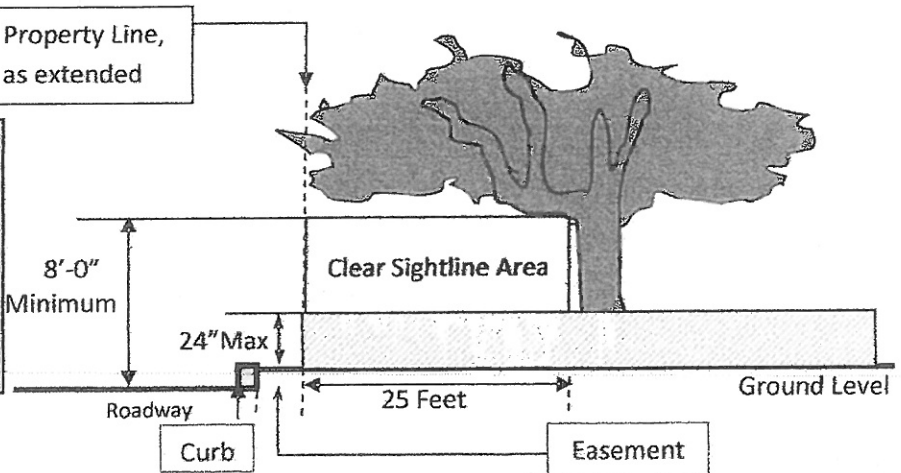 Property Line,
as extended
8'-0"
Minimum
Clear Sightline Area
24" Max
25 Feet
Ground Level
Roadway
Curb
Easement